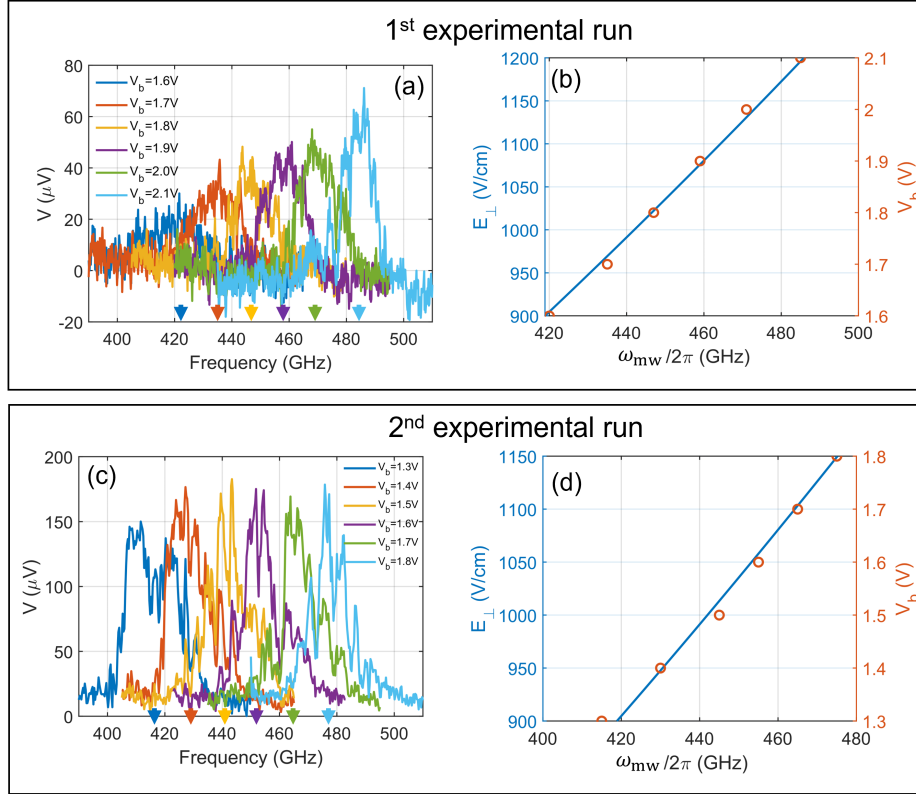 1st experimental run
(a)
V_b=1.6V
V_b=1.7V
V_b=1.8V
V_b=1.9V
V_b=2.0V
V_b=2.1V
80
60
40
20
0
-20
V (μV)
400 420 440 460 480 500
Frequency (GHz)
(b)
1200
1150
1100
1050
1000
950
900
E⊥ (V/cm)
2.1
2
1.9
1.8
1.7
1.6
V_b (V)
420 440 460 480 500
ω_mw/2π (GHz)
2nd experimental run
(c)
V_b=1.3V
V_b=1.4V
V_b=1.5V
V_b=1.6V
V_b=1.7V
V_b=1.8V
200
150
100
50
0
V (μV)
400 420 440 460 480 500
Frequency (GHz)
(d)
1150
1100
1050
1000
950
900
E⊥ (V/cm)
1.8
1.7
1.6
1.5
1.4
1.3
V_b (V)
400 420 440 460 480
ω_mw/2π (GHz)